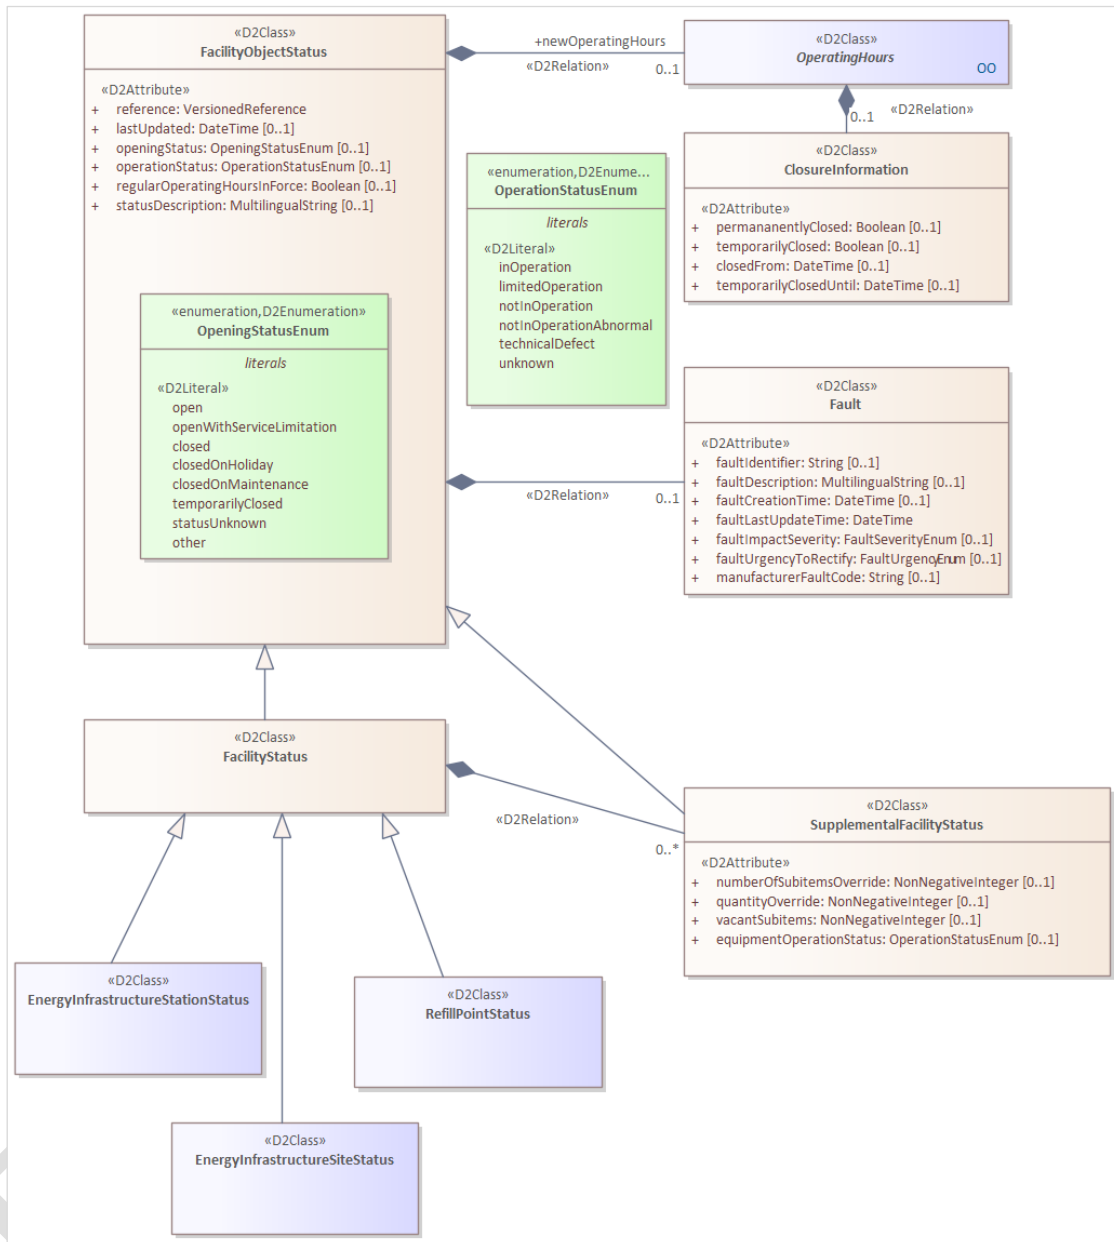 «D2Class»
FacilityObjectStatus
«D2Attribute»
+ reference: VersionedReference
+ lastUpdated: DateTime [0..1]
+ openingStatus: OpeningStatusEnum [0..1]
+ operationStatus: OperationStatusEnum [0..1]
+ regularOperatingHoursInForce: Boolean [0..1]
+ statusDescription: MultilingualString [0..1]
«enumeration,D2Enumeration»
OpeningStatusEnum
literals
«D2Literal»
open
openWithServiceLimitation
closed
closedOnHoliday
closedOnMaintenance
temporarilyClosed
statusUnknown
other
+newOperatingHours
«D2Relation»
0..1
«D2Class»
OperatingHours
OO
0..1
«D2Relation»
«enumeration,D2Enume...
OperationStatusEnum
literals
«D2Literal»
inOperation
limitedOperation
notInOperation
notInOperationAbnormal
technicalDefect
unknown
«D2Class»
ClosureInformation
«D2Attribute»
+ permananentlyClosed: Boolean [0..1]
+ temporarilyClosed: Boolean [0..1]
+ closedFrom: DateTime [0..1]
+ temporarilyClosedUntil: DateTime [0..1]
«D2Relation»
0..1
«D2Class»
Fault
«D2Attribute»
+ faultIdentifier: String [0..1]
+ faultDescription: MultilingualString [0..1]
+ faultCreationTime: DateTime [0..1]
+ faultLastUpdateTime: DateTime
+ faultImpactSeverity: FaultSeverityEnum [0..1]
+ faultUrgencyToRectify: FaultUrgencyEnum [0..1]
+ manufacturerFaultCode: String [0..1]
«D2Class»
FacilityStatus
«D2Relation»
0..*
«D2Class»
SupplementalFacilityStatus
«D2Attribute»
+ numberOfSubitemsOverride: NonNegativeInteger [0..1]
+ quantityOverride: NonNegativeInteger [0..1]
+ vacantSubitems: NonNegativeInteger [0..1]
+ equipmentOperationStatus: OperationStatusEnum [0..1]
«D2Class»
EnergyInfrastructureStationStatus
«D2Class»
RefillPointStatus
«D2Class»
EnergyInfrastructureSiteStatus